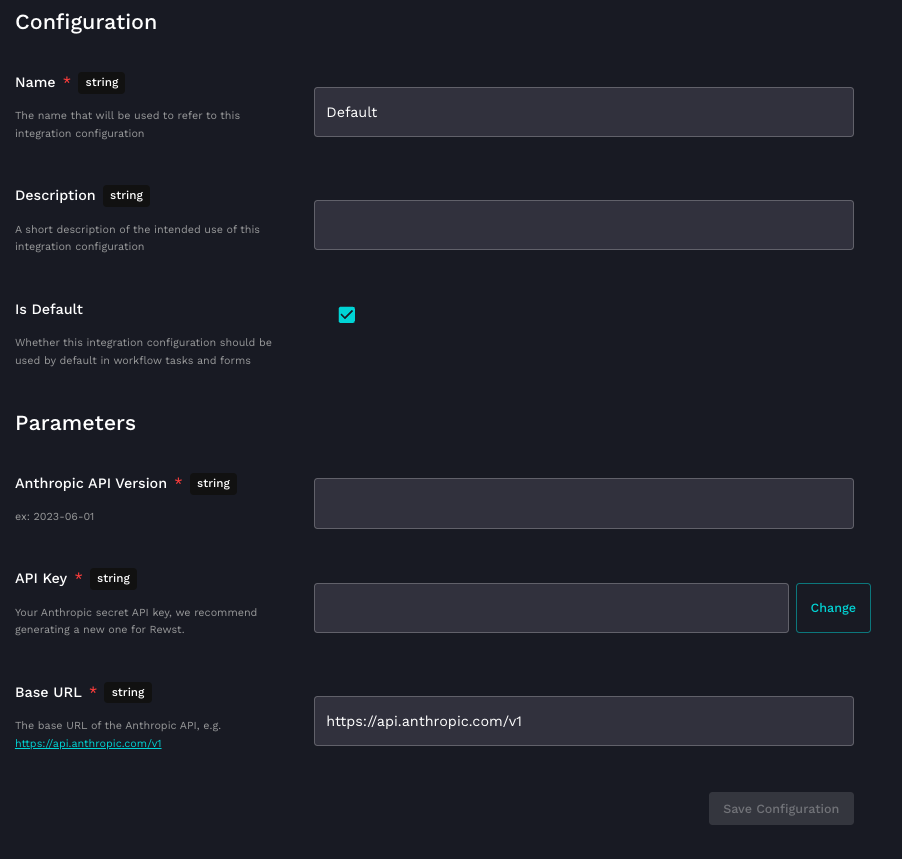 Configuration
Name * string
The name that will be used to refer to this
integration configuration
Default
Description string
A short description of the intended use of this
integration configuration
Is Default
Whether this integration configuration should be
used by default in workflow tasks and forms
Parameters
Anthropic API Version * string
ex: 2023-06-01
API Key * string
Your Anthropic secret API key, we recommend
generating a new one for Rewst.
Change
Base URL * string
The base URL of the Anthropic API, e.g.
https://api.anthropic.com/v1
https://api.anthropic.com/v1
Save Configuration